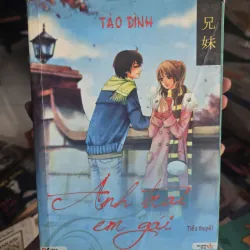 TÀO ĐÌNH
兄妹
Anh trai
em gái
Tiểu thuyết